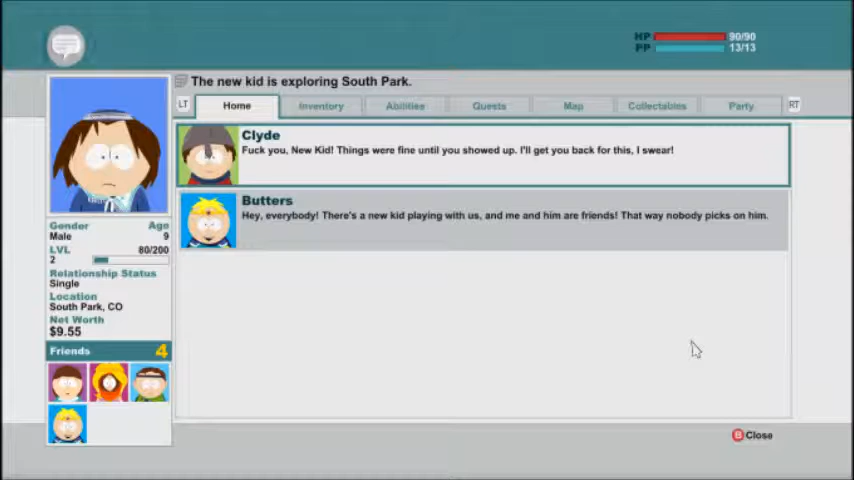 HP 90/90
PP 13/13
The new kid is exploring South Park.
LT Home Inventory Abilities Quests Map Collectables Party RT
Clyde
Fuck you, New Kid! Things were fine until you showed up. I'll get you back for this, I swear!
Butters
Hey, everybody! There's a new kid playing with us, and me and him are friends! That way nobody picks on him.
Gender Age
Male 9
LVL 80/200
2
Relationship Status
Single
Location
South Park, CO
Net Worth
$9.55
Friends 4
B Close